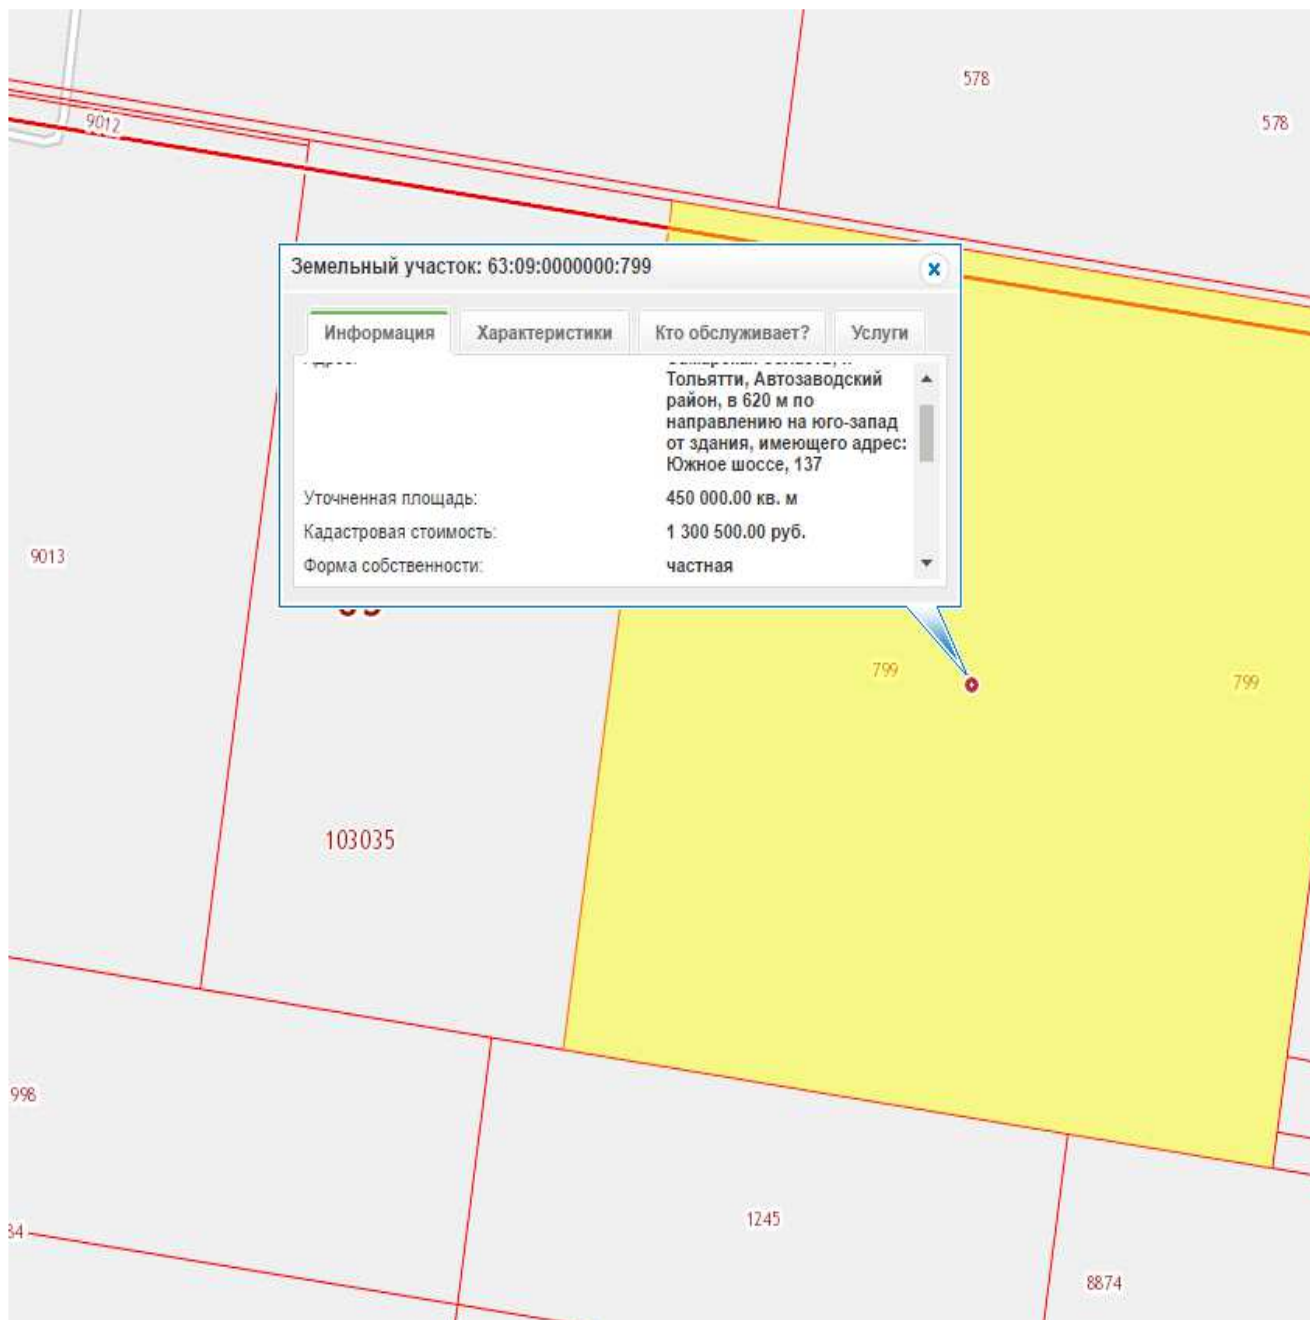 578
578
9012
Земельный участок: 63:09:0000000:799
Информация
Характеристики
Кто обслуживает?
Услуги
Тольятти, Автозаводский
район, в 620 м по
направлению на юго-запад
от здания, имеющего адрес:
Южное шоссе, 137
Уточненная площадь:
450 000.00 кв. м
Кадастровая стоимость:
1 300 500.00 руб.
Форма собственности:
частная
9013
799
799
103035
998
1245
8874